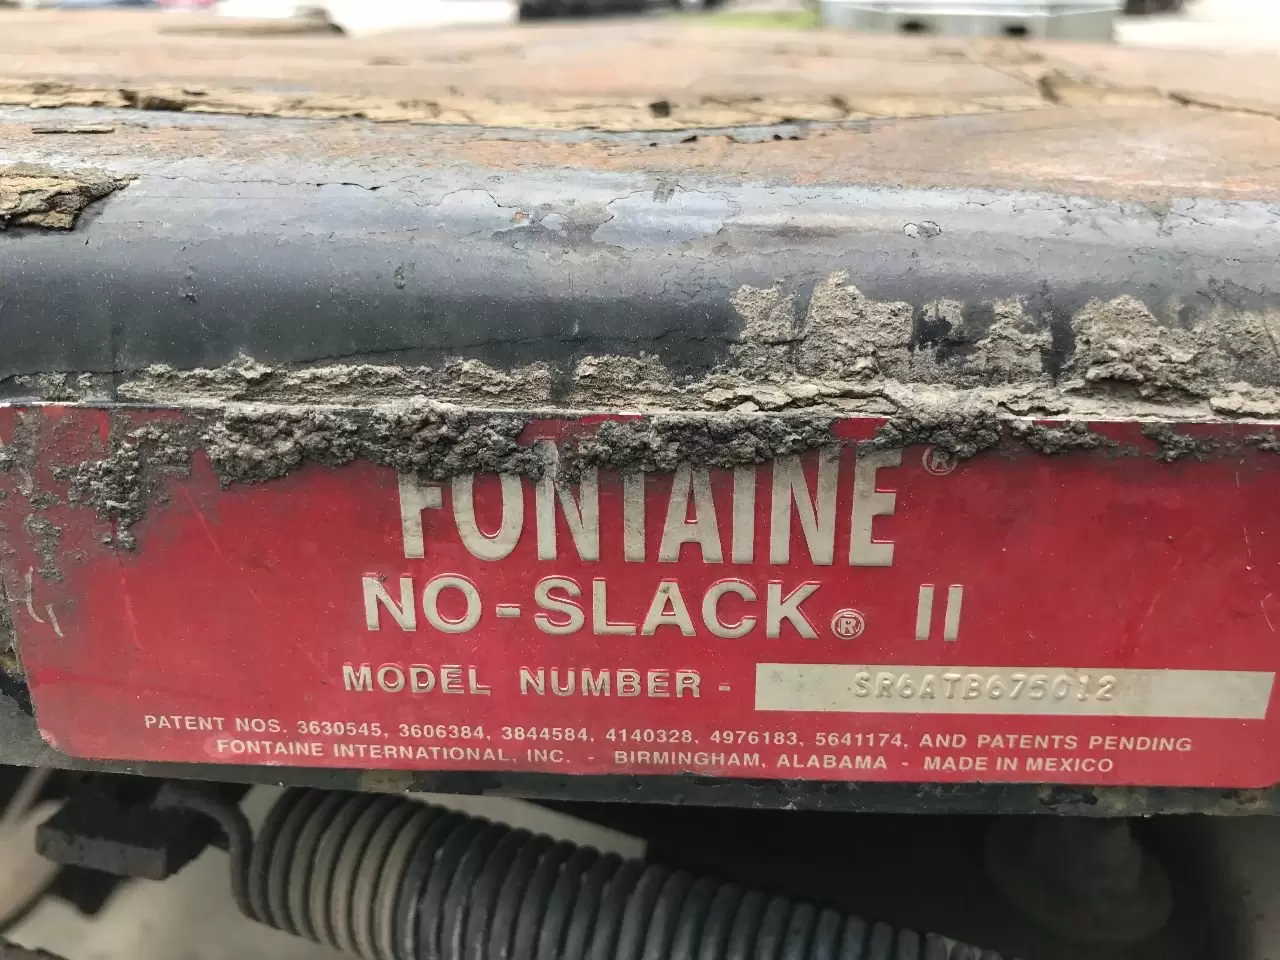 FONTAINE®
NO-SLACK® II
MODEL NUMBER - SR6ATB675012
PATENT NOS. 3630545, 3606384, 3844584, 4140328, 4976183, 5641174, AND PATENTS PENDING
FONTAINE INTERNATIONAL, INC. - BIRMINGHAM, ALABAMA - MADE IN MEXICO